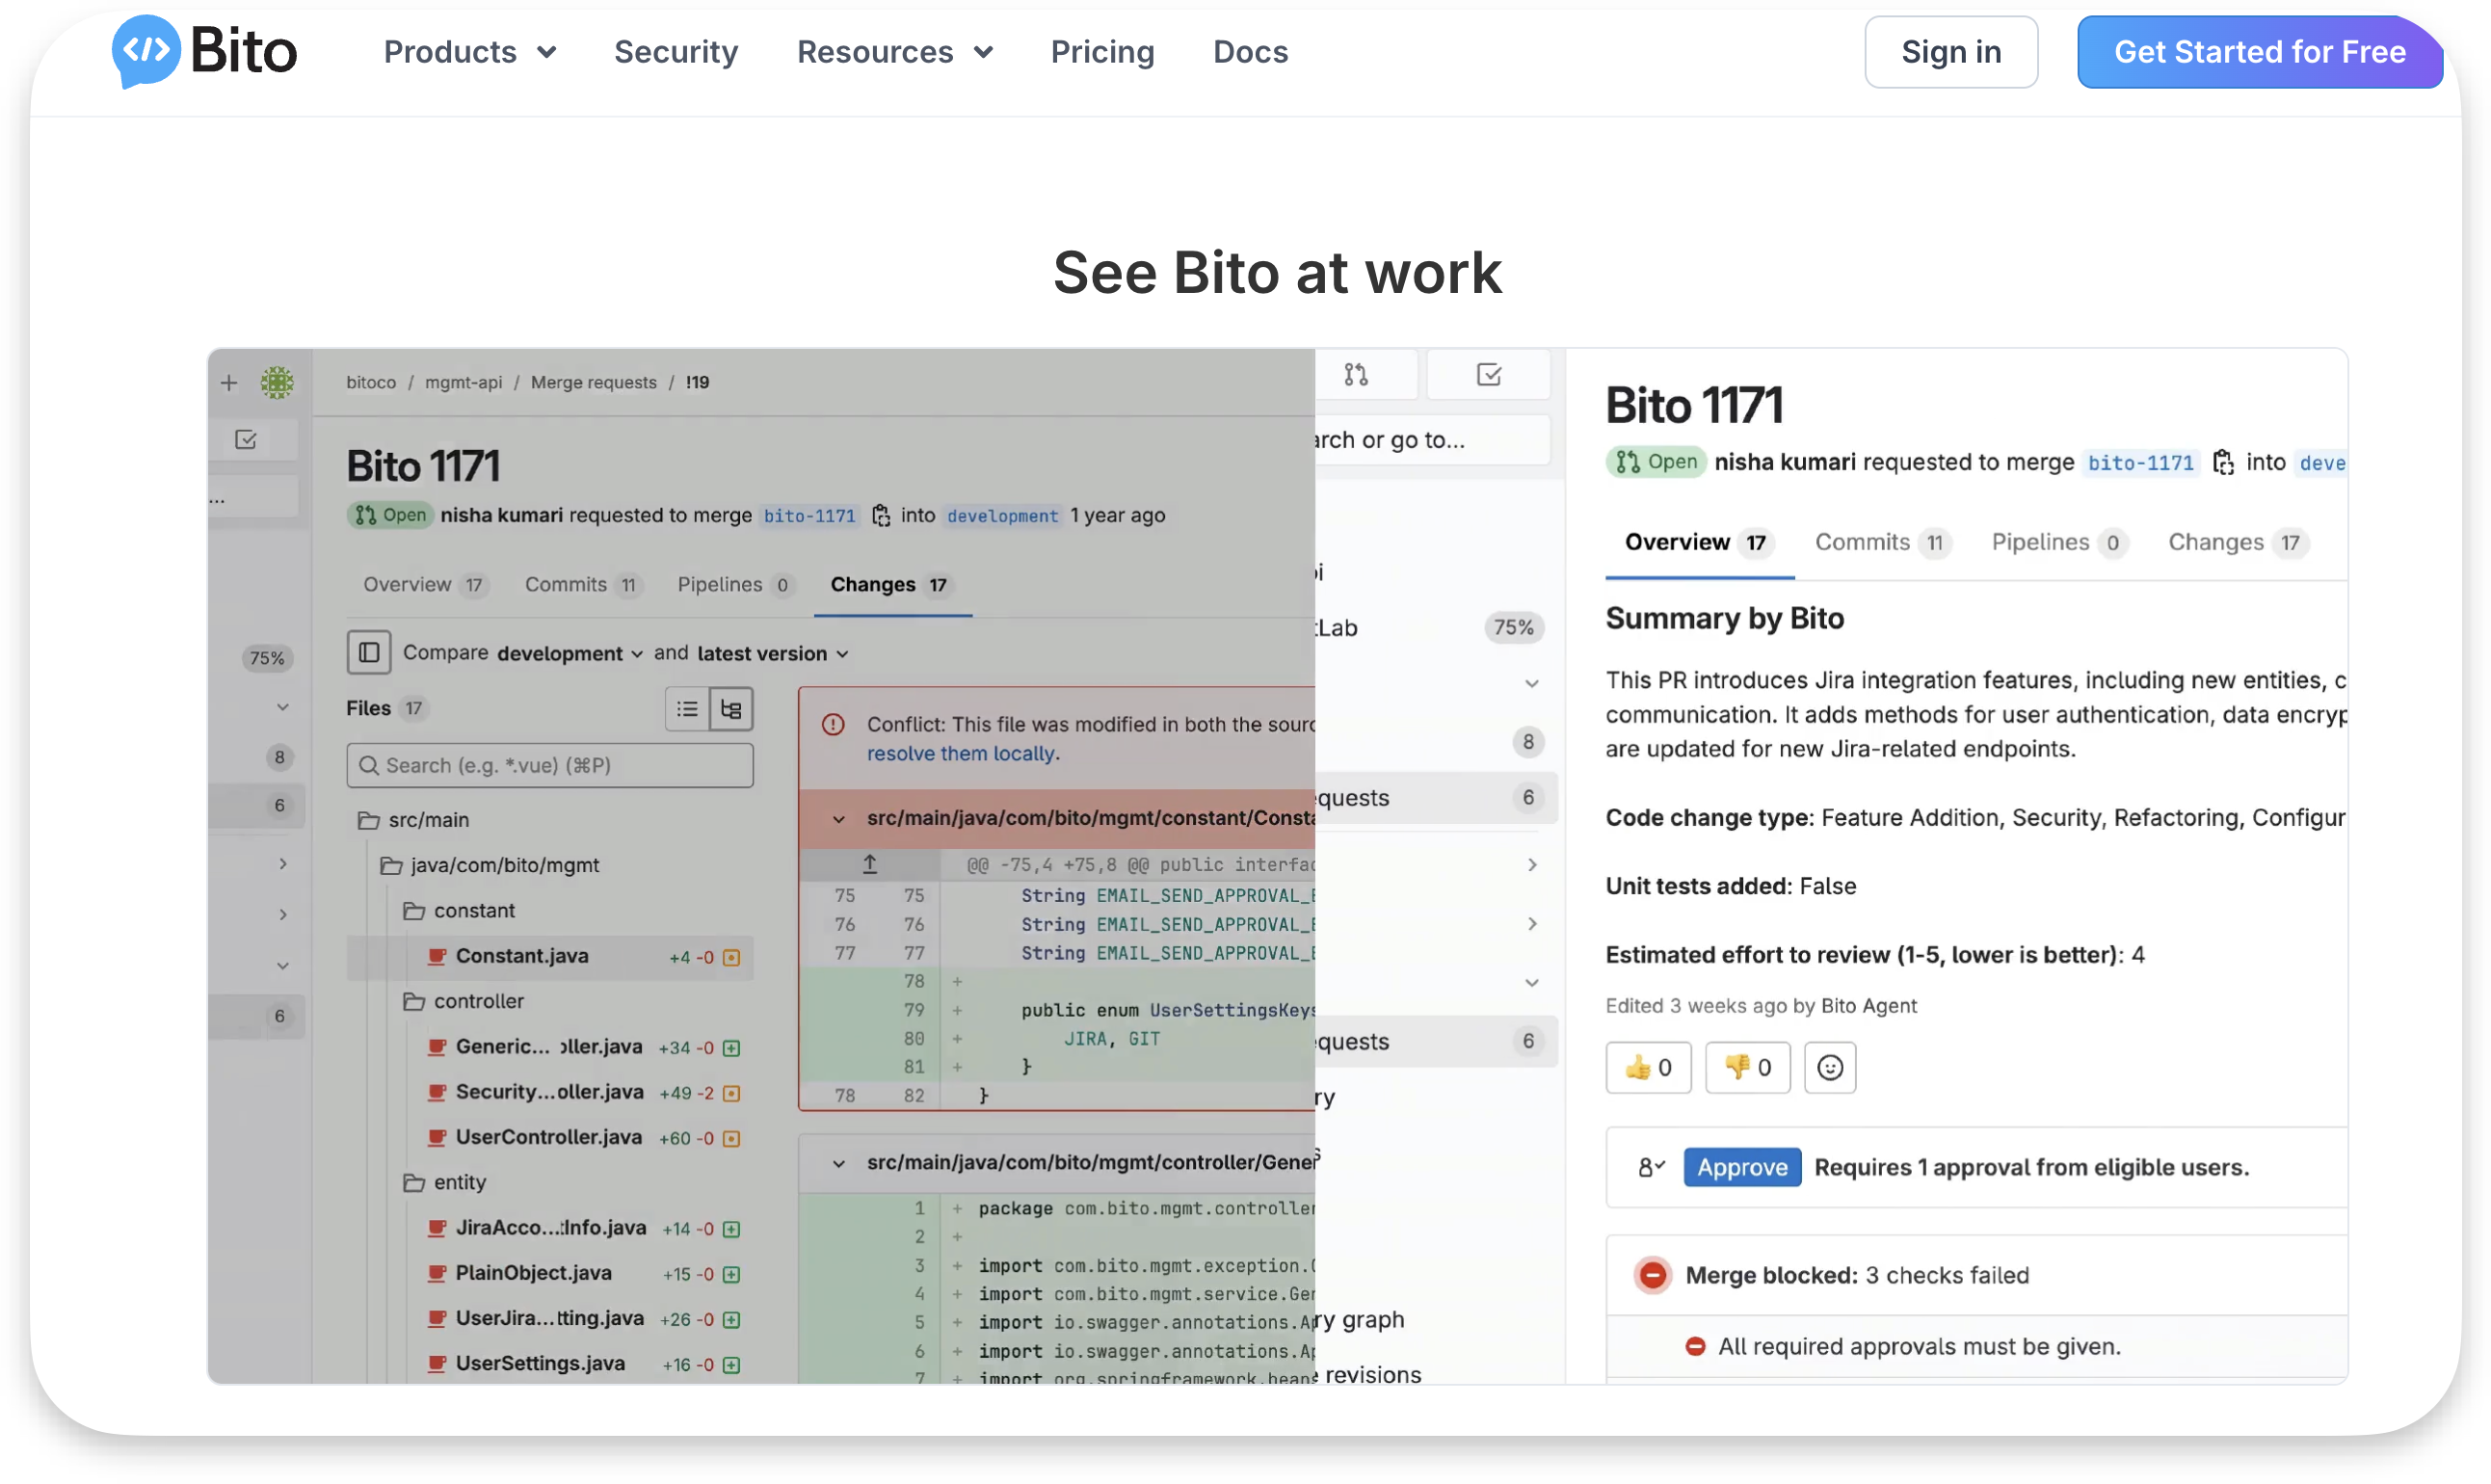 Bito
Products
Security
Resources
Pricing
Docs
Sign in
Get Started for Free
See Bito at work
bitoco / mgmt-api / Merge requests / !19
Bito 1171
Open nisha kumari requested to merge bito-1171 into development 1 year ago
Overview 17 Commits 11 Pipelines 0 Changes 17
Compare development and latest version
Files 17
Search (e.g. *.vue) (⌘P)
src/main
java/com/bito/mgmt
constant
Constant.java +4 -0
controller
Generic... oller.java +34 -0
Security...oller.java +49 -2
UserController.java +60 -0
entity
JiraAcco...tInfo.java +14 -0
PlainObject.java +15 -0
UserJira...tting.java +26 -0
UserSettings.java +16 -0
...
75%
8
6
6
Conflict: This file was modified in both the sourc
resolve them locally.
src/main/java/com/bito/mgmt/constant/Consta
@@ -75,4 +75,8 @@ public interfac
75 75 String EMAIL_SEND_APPROVAL_E
76 76 String EMAIL_SEND_APPROVAL_E
77 77 String EMAIL_SEND_APPROVAL_E
78 +
79 + public enum UserSettingsKeys
80 + JIRA, GIT
81 + }
78 82 }
src/main/java/com/bito/mgmt/controller/Gener
1 + package com.bito.mgmt.controller
2 +
3 + import com.bito.mgmt.exception.
4 + import com.bito.mgmt.service.Gen
5 + import io.swagger.annotations.Ap
6 + import io.swagger.annotations.Ap
7 + import org.springframework.bean
arch or go to...
pi
tLab 75%
8
equests 6
equests 6
ry
s
ry graph
revisions
Bito 1171
Open nisha kumari requested to merge bito-1171 into deve
Overview 17 Commits 11 Pipelines 0 Changes 17
Summary by Bito
This PR introduces Jira integration features, including new entities, c
communication. It adds methods for user authentication, data encryp
are updated for new Jira-related endpoints.
Code change type: Feature Addition, Security, Refactoring, Configur
Unit tests added: False
Estimated effort to review (1-5, lower is better): 4
Edited 3 weeks ago by Bito Agent
👍 0 👎 0
Approve Requires 1 approval from eligible users.
Merge blocked: 3 checks failed
All required approvals must be given.